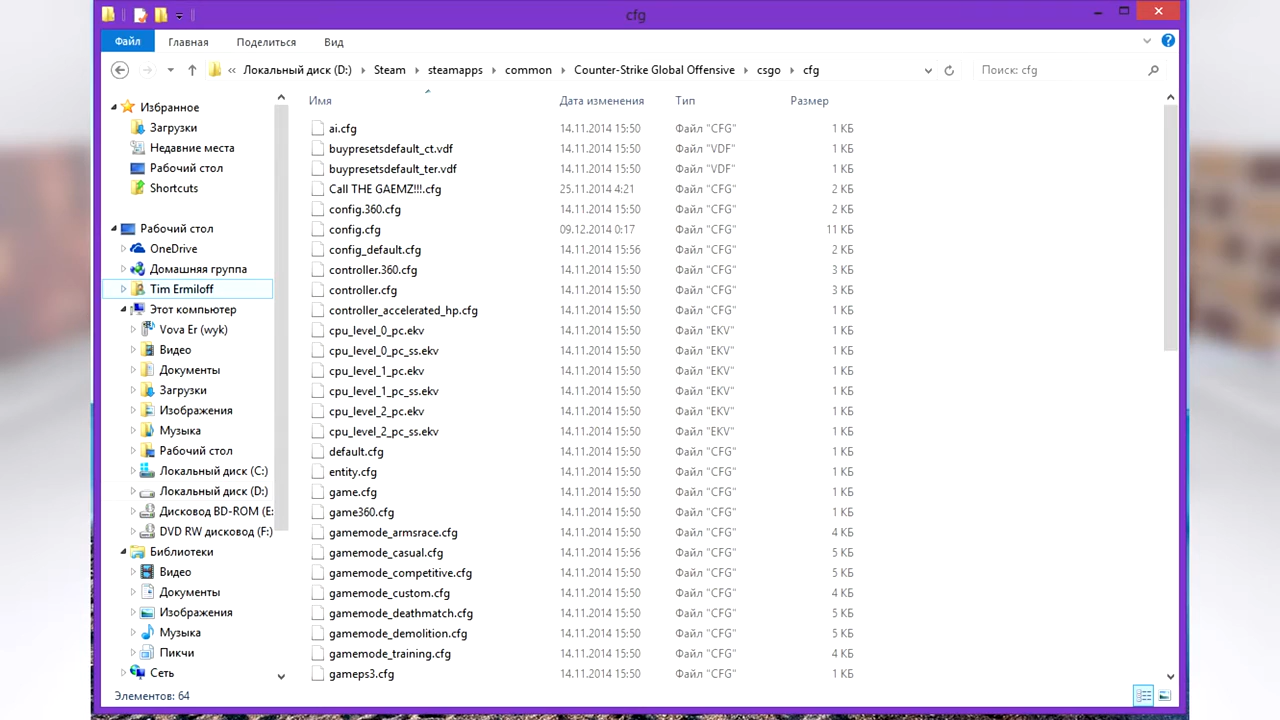 cfg
Файл Главная Поделиться Вид
« Локальный диск (D:) Steam steamapps common Counter-Strike Global Offensive csgo cfg Поиск: cfg
Имя Дата изменения Тип Размер
Избранное
Загрузки
Недавние места
Рабочий стол
Shortcuts
Рабочий стол
OneDrive
Домашняя группа
Tim Ermiloff
Этот компьютер
Vova Er (wyk)
Видео
Документы
Загрузки
Изображения
Музыка
Рабочий стол
Локальный диск (C:)
Локальный диск (D:)
Дисковод BD-ROM (E:
DVD RW дисковод (F:)
Библиотеки
Видео
Документы
Изображения
Музыка
Пикчи
Сеть
ai.cfg 14.11.2014 15:50 Файл "CFG" 1 КБ
buypresetsdefault_ct.vdf 14.11.2014 15:50 Файл "VDF" 1 КБ
buypresetsdefault_ter.vdf 14.11.2014 15:50 Файл "VDF" 1 КБ
Call THE GAEMZ!!!.cfg 25.11.2014 4:21 Файл "CFG" 2 КБ
config.360.cfg 14.11.2014 15:50 Файл "CFG" 2 КБ
config.cfg 09.12.2014 0:17 Файл "CFG" 11 КБ
config_default.cfg 14.11.2014 15:56 Файл "CFG" 2 КБ
controller.360.cfg 14.11.2014 15:50 Файл "CFG" 3 КБ
controller.cfg 14.11.2014 15:50 Файл "CFG" 3 КБ
controller_accelerated_hp.cfg 14.11.2014 15:50 Файл "CFG" 2 КБ
cpu_level_0_pc.ekv 14.11.2014 15:50 Файл "EKV" 1 КБ
cpu_level_0_pc_ss.ekv 14.11.2014 15:50 Файл "EKV" 1 КБ
cpu_level_1_pc.ekv 14.11.2014 15:50 Файл "EKV" 1 КБ
cpu_level_1_pc_ss.ekv 14.11.2014 15:50 Файл "EKV" 1 КБ
cpu_level_2_pc.ekv 14.11.2014 15:50 Файл "EKV" 1 КБ
cpu_level_2_pc_ss.ekv 14.11.2014 15:50 Файл "EKV" 1 КБ
default.cfg 14.11.2014 15:50 Файл "CFG" 1 КБ
entity.cfg 14.11.2014 15:50 Файл "CFG" 1 КБ
game.cfg 14.11.2014 15:50 Файл "CFG" 1 КБ
game360.cfg 14.11.2014 15:50 Файл "CFG" 1 КБ
gamemode_armsrace.cfg 14.11.2014 15:50 Файл "CFG" 4 КБ
gamemode_casual.cfg 14.11.2014 15:56 Файл "CFG" 5 КБ
gamemode_competitive.cfg 14.11.2014 15:50 Файл "CFG" 5 КБ
gamemode_custom.cfg 14.11.2014 15:50 Файл "CFG" 4 КБ
gamemode_deathmatch.cfg 14.11.2014 15:50 Файл "CFG" 5 КБ
gamemode_demolition.cfg 14.11.2014 15:50 Файл "CFG" 5 КБ
gamemode_training.cfg 14.11.2014 15:50 Файл "CFG" 4 КБ
gameps3.cfg 14.11.2014 15:50 Файл "CFG" 1 КБ
Элементов: 64